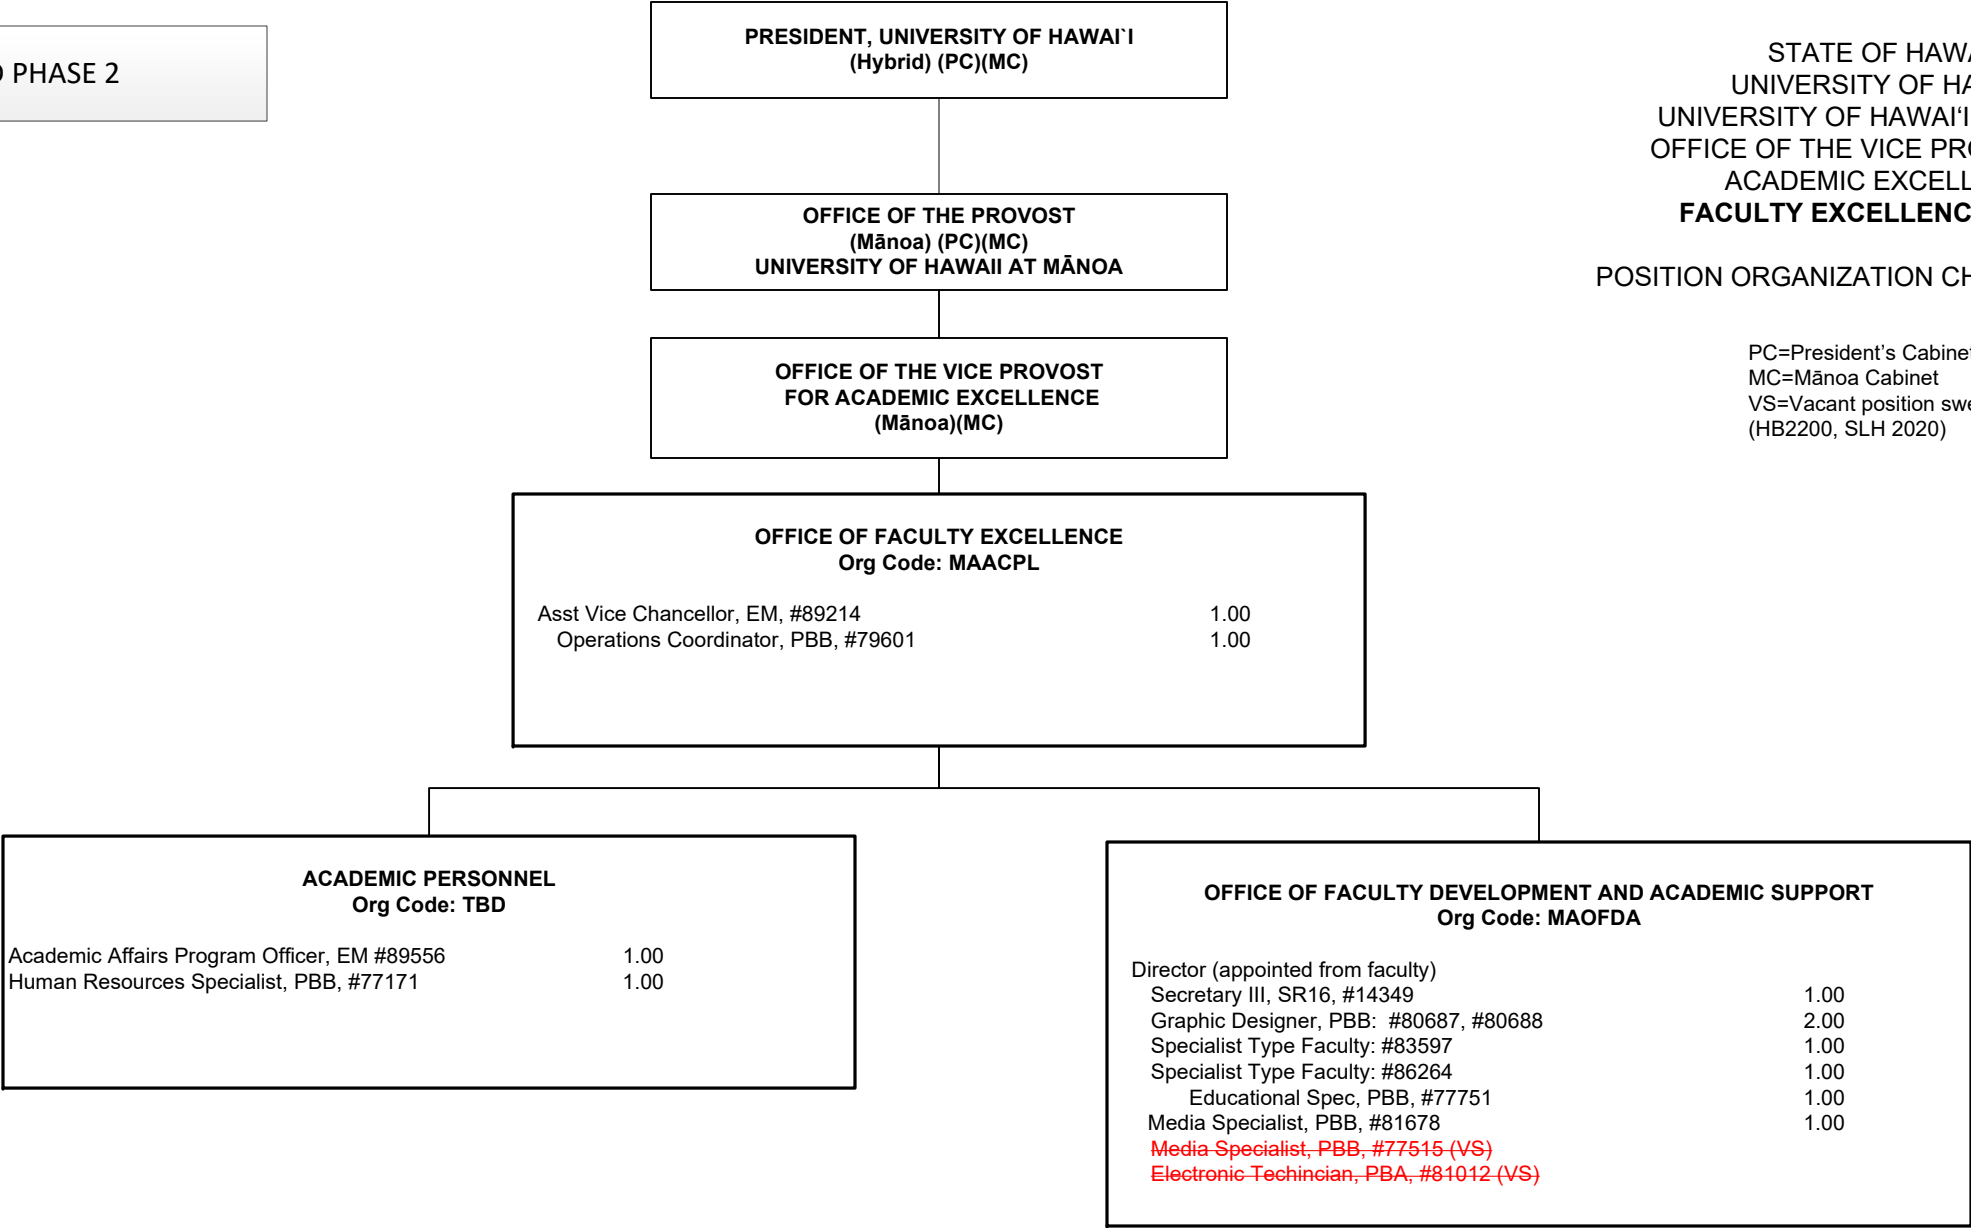 PHASE 2
PRESIDENT, UNIVERSITY OF HAWAI`I
(Hybrid) (PC)(MC)
STATE OF
UNIVERSITY OF
UNIVERSITY OF HAWAI‘I
OFFICE OF THE VICE
ACADEMIC
FACULTY
POSITION ORGANIZATION
PC=President’s Cabinet
MC=Mānoa Cabinet
VS=Vacant position
(HB2200, SLH 2020)
OFFICE OF THE PROVOST
(Mānoa) (PC)(MC)
UNIVERSITY OF HAWAII AT MĀNOA
OFFICE OF THE VICE PROVOST
FOR ACADEMIC EXCELLENCE
(Mānoa)(MC)
OFFICE OF FACULTY EXCELLENCE
Org Code: MAACPL
Asst Vice Chancellor, EM, #89214 1.00
Operations Coordinator, PBB, #79601 1.00
ACADEMIC PERSONNEL
Org Code: TBD
Academic Affairs Program Officer, EM #89556 1.00
Human Resources Specialist, PBB, #77171 1.00
OFFICE OF FACULTY DEVELOPMENT AND ACADEMIC SUPPORT
Org Code: MAOFDA
Director (appointed from faculty)
Secretary III, SR16, #14349 1.00
Graphic Designer, PBB: #80687, #80688 2.00
Specialist Type Faculty: #83597 1.00
Specialist Type Faculty: #86264 1.00
Educational Spec, PBB, #77751 1.00
Media Specialist, PBB, #81678 1.00
Media Specialist, PBB, #77515 (VS)
Electronic Techincian, PBA, #81012 (VS)